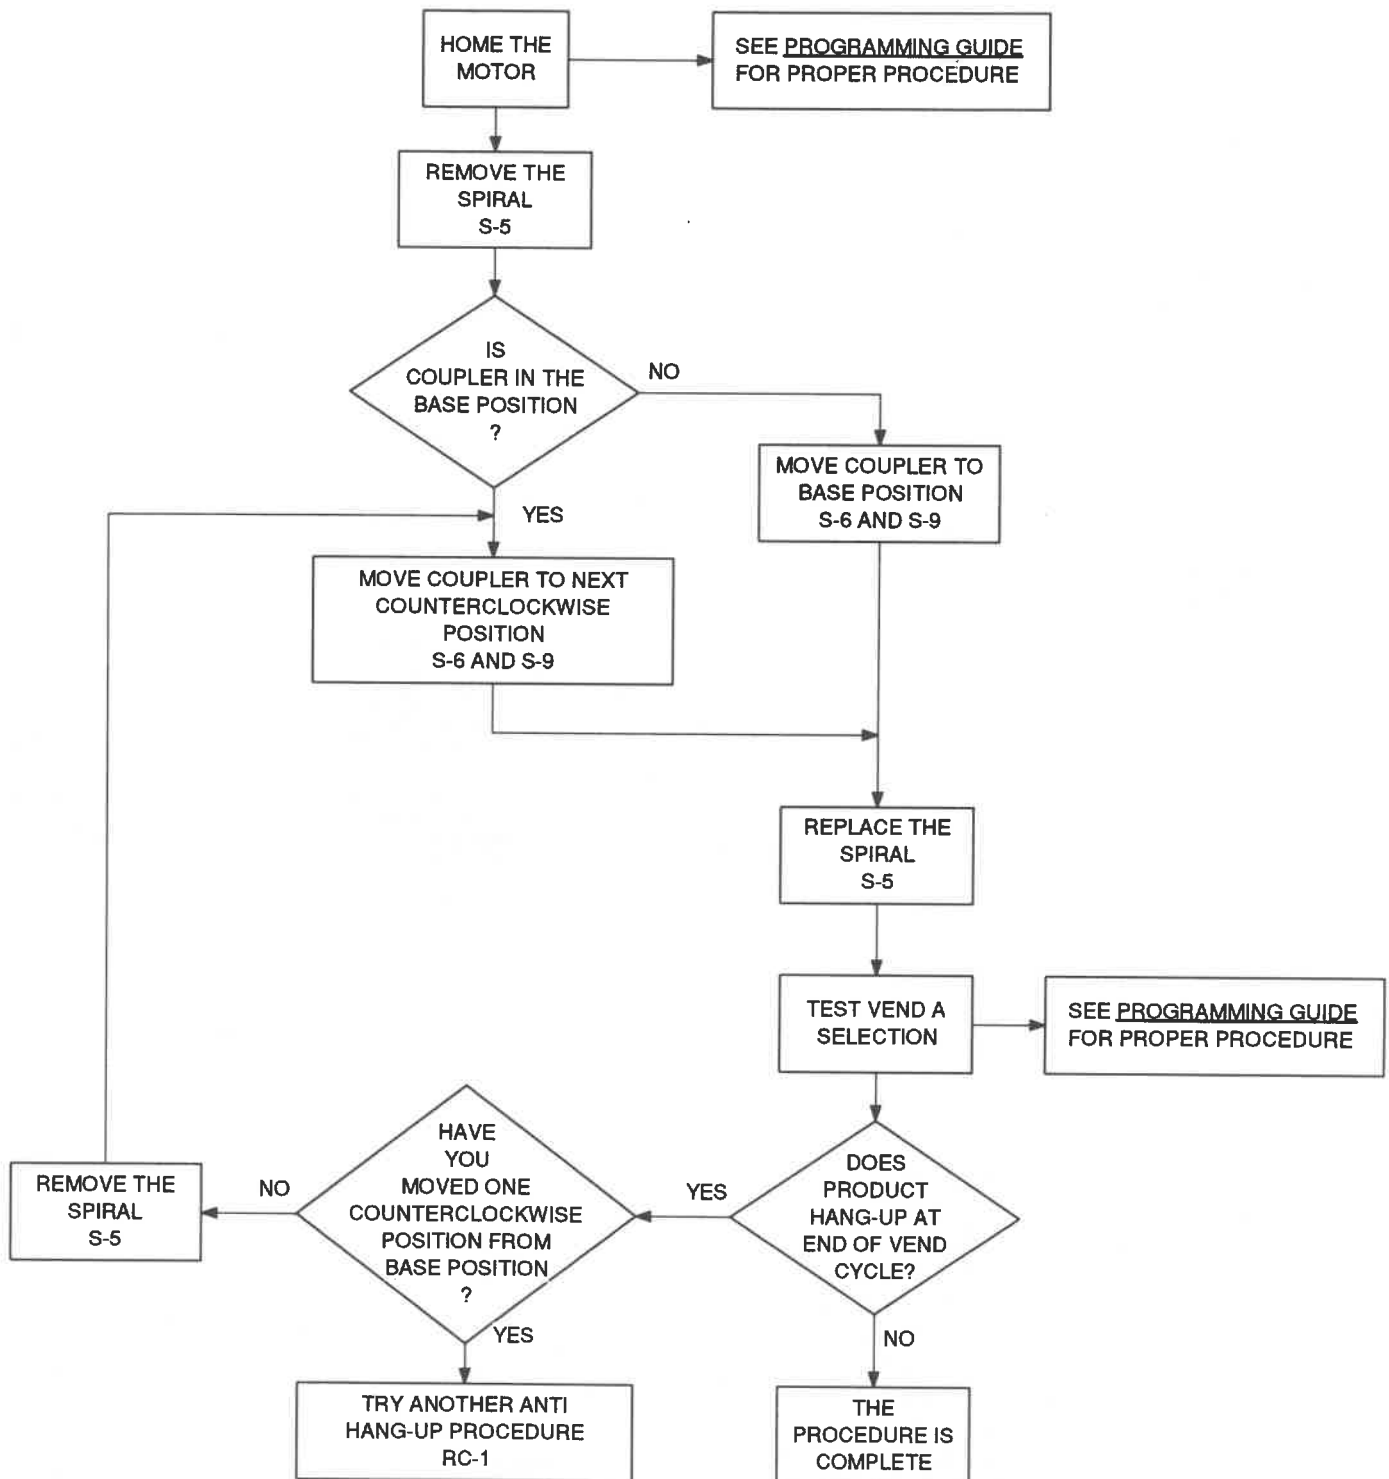 HOME THE
MOTOR
SEE PROGRAMMING GUIDE
FOR PROPER PROCEDURE
REMOVE THE
SPIRAL
S-5
IS
COUPLER IN THE
BASE POSITION
?
NO
MOVE COUPLER TO
BASE POSITION
S-6 AND S-9
YES
MOVE COUPLER TO NEXT
COUNTERCLOCKWISE
POSITION
S-6 AND S-9
REPLACE THE
SPIRAL
S-5
TEST VEND A
SELECTION
SEE PROGRAMMING GUIDE
FOR PROPER PROCEDURE
DOES
PRODUCT
HANG-UP AT
END OF VEND
CYCLE?
YES
HAVE
YOU
MOVED ONE
COUNTERCLOCKWISE
POSITION FROM
BASE POSITION
?
NO
REMOVE THE
SPIRAL
S-5
YES
TRY ANOTHER ANTI
HANG-UP PROCEDURE
RC-1
NO
THE
PROCEDURE IS
COMPLETE